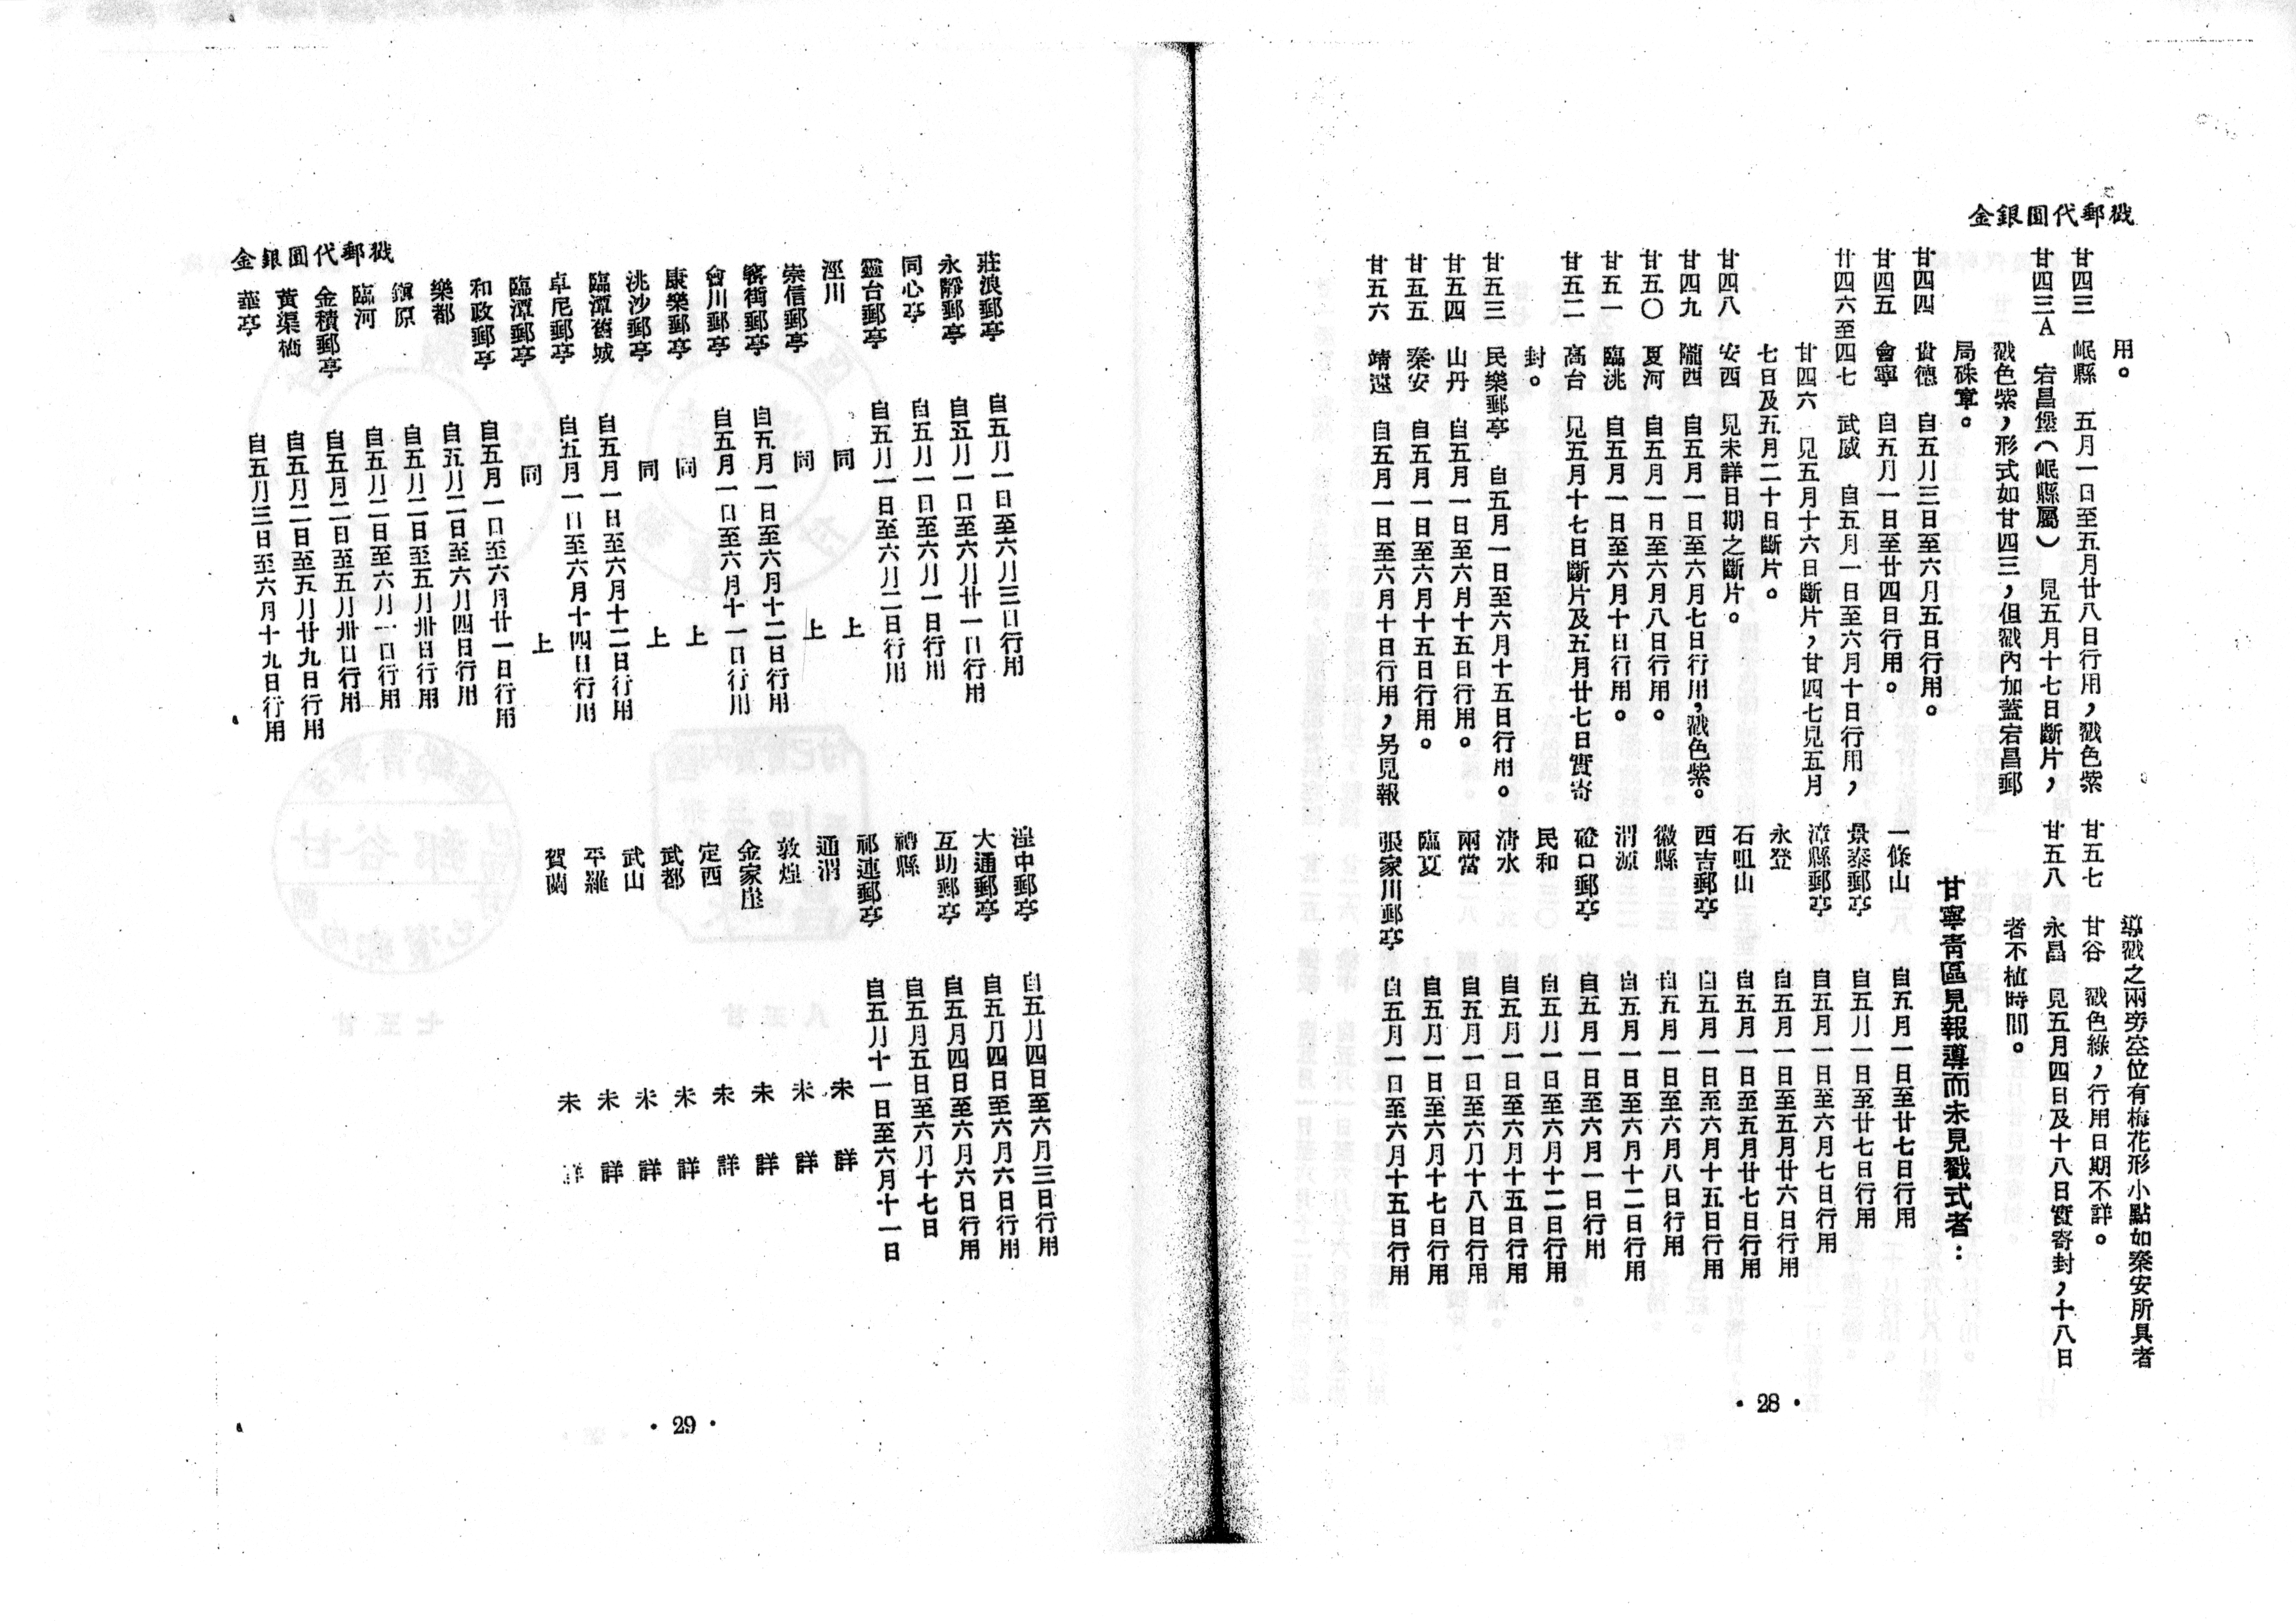 金銀圓代郵戳
用。
甘四三　岷縣　五月一日至五月廿八日行用，戳色紫
甘四三A　宕昌堡（岷縣屬）　見五月十七日斷片，
戳色紫，形式如甘四三，但戳內加蓋宕昌郵
局硃章。
甘四四　貴德　自五月三日至六月五日行用。
甘四五　會寧　自五月一日至廿四日行用。
甘四六至四七　武威　自五月一日至六月十日行用，
甘四六　見五月十六日斷片，甘四七見五月
七日及五月二十日斷片。
甘四八　安西　見未詳日期之斷片。
甘四九　隴西　自五月一日至六月七日行用，戳色紫。
甘五〇　夏河　自五月一日至六月八日行用。
甘五一　臨洮　自五月一日至六月十日行用。
甘五二　高台　見五月十七日斷片及五月廿七日實寄
封。
甘五三　民樂郵亭　自五月一日至六月十五日行用。
甘五四　山丹　自五月一日至六月十五日行用。
甘五五　秦安　自五月一日至六月十五日行用。
甘五六　靖遠　自五月一日至六月十日行用，另見報
導戳之兩旁空位有梅花形小點如秦安所具者
甘五七　甘谷　戳色綠，行用日期不詳。
甘五八　永昌　見五月四日及十八日實寄封，十八日
者不植時間。
甘寧青區見報導而未見戳式者：
一條山　自五月一日至廿七日行用
景泰郵亭　自五月一日至廿七日行用
漳縣郵亭　自五月一日至六月七日行用
永登　自五月一日至五月廿六日行用
石咀山　自五月一日至五月廿七日行用
西吉郵亭　自五月一日至六月十五日行用
徽縣　自五月一日至六月八日行用
渭源　自五月一日至六月十二日行用
磴口郵亭　自五月一日至六月一日行用
民和　自五月一日至六月十二日行用
清水　自五月一日至六月十五日行用
兩當　自五月一日至六月十八日行用
臨夏　自五月一日至六月十七日行用
張家川郵亭　自五月一日至六月十五日行用
• 28 •
金銀圓代郵戳
莊浪郵亭　自五月一日至六月三日行用
永靜郵亭　自五月一日至六月廿一日行用
同心亭　自五月一日至六月一日行用
靈台郵亭　自五月一日至六月二日行用
涇川　同　上
崇信郵亭　同　上
窰街郵亭　自五月一日至六月十二日行用
會川郵亭　自五月一日至六月十一日行用
康樂郵亭　同　上
洮沙郵亭　同　上
臨潭舊城　自五月一日至六月十二日行用
卓尼郵亭　自五月一日至六月十四日行用
臨潭郵亭　同　上
和政郵亭　自五月一日至六月廿一日行用
樂都　自五月二日至六月四日行用
鎭原　自五月二日至五月卅日行用
臨河　自五月二日至六月一日行用
金積郵亭　自五月二日至五月卅日行用
黃渠橋　自五月二日至五月廿九日行用
華亭　自五月三日至六月十九日行用
湟中郵亭　自五月四日至六月三日行用
大通郵亭　自五月四日至六月六日行用
互助郵亭　自五月四日至六月六日行用
禮縣　自五月五日至六月十七日
祁連郵亭　自五月十一日至六月十一日
通渭　未　詳
敦煌　未　詳
金家崖　未　詳
定西　未　詳
武都　未　詳
武山　未　詳
平羅　未　詳
賀蘭　未　詳
• 29 •